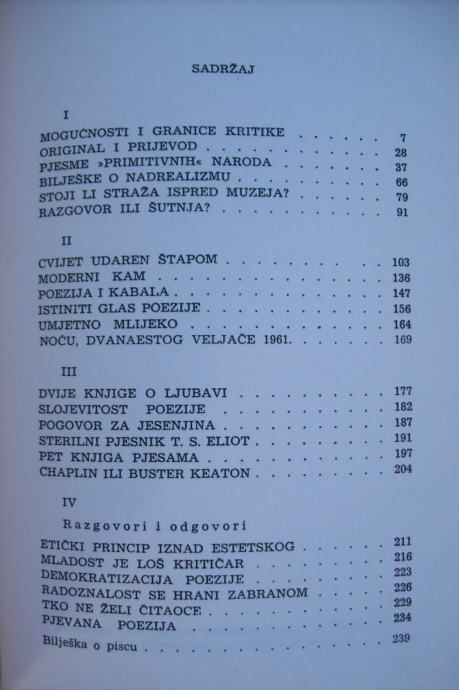 SADRŽAJ
I
MOGUĆNOSTI I GRANICE KRITIKE . . . . . . 7
ORIGINAL I PRIJEVOD . . . . . . . . . . . 28
PJESME »PRIMITIVNIH« NARODA . . . . . . . 37
BILJEŠKE O NADREALIZMU . . . . . . . . . 66
STOJI LI STRAŽA ISPRED MUZEJA? . . . . . . 79
RAZGOVOR ILI ŠUTNJA? . . . . . . . . . . 91
II
CVIJET UDAREN ŠTAPOM . . . . . . . . . 103
MODERNI KAM . . . . . . . . . . . . . 136
POEZIJA I KABALA . . . . . . . . . . . . 147
ISTINITI GLAS POEZIJE . . . . . . . . . . 156
UMJETNO MLIJEKO . . . . . . . . . . . 164
NOĆU, DVANAESTOG VELJAČE 1961. . . . . . . 169
III
DVIJE KNJIGE O LJUBAVI . . . . . . . . . 177
SLOJEVITOST POEZIJE . . . . . . . . . . 182
POGOVOR ZA JESENJINA . . . . . . . . . . 187
STERILNI PJESNIK T. S. ELIOT . . . . . . . . 191
PET KNJIGA PJESAMA . . . . . . . . . . . 197
CHAPLIN ILI BUSTER KEATON . . . . . . . . 204
IV
Razgovori i odgovori
ETIČKI PRINCIP IZNAD ESTETSKOG . . . . . . 211
MLADOST JE LOŠ KRITIČAR . . . . . . . . 216
DEMOKRATIZACIJA POEZIJE . . . . . . . . 223
RADOZNALOST SE HRANI ZABRANOM . . . . . 226
TKO NE ŽELI ČITAOCE . . . . . . . . . . 229
PJEVANA POEZIJA . . . . . . . . . . . . 234
Bilješka o piscu . . . . . . . . . . . . . . 239